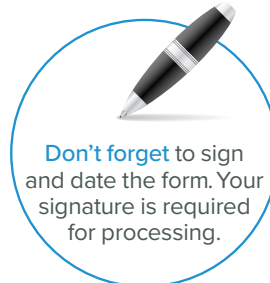 Don’t forget to sign
and date the form. Your
signature is required
for processing.